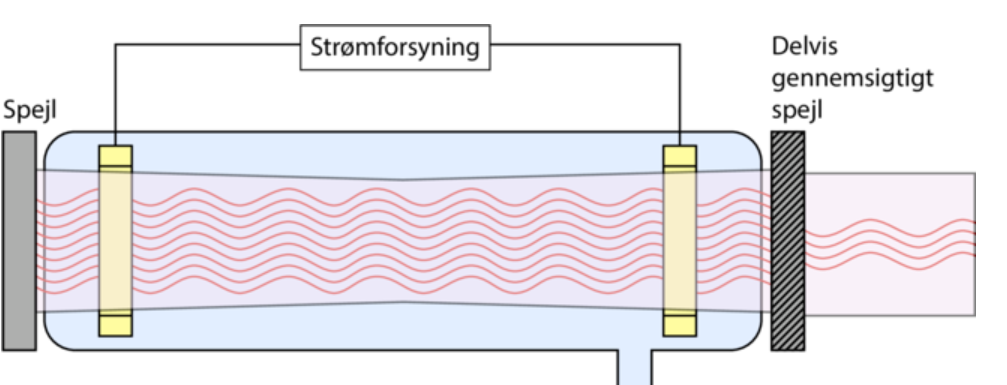 Strømforsyning
Delvis
gennemsigtigt
spejl
Spejl